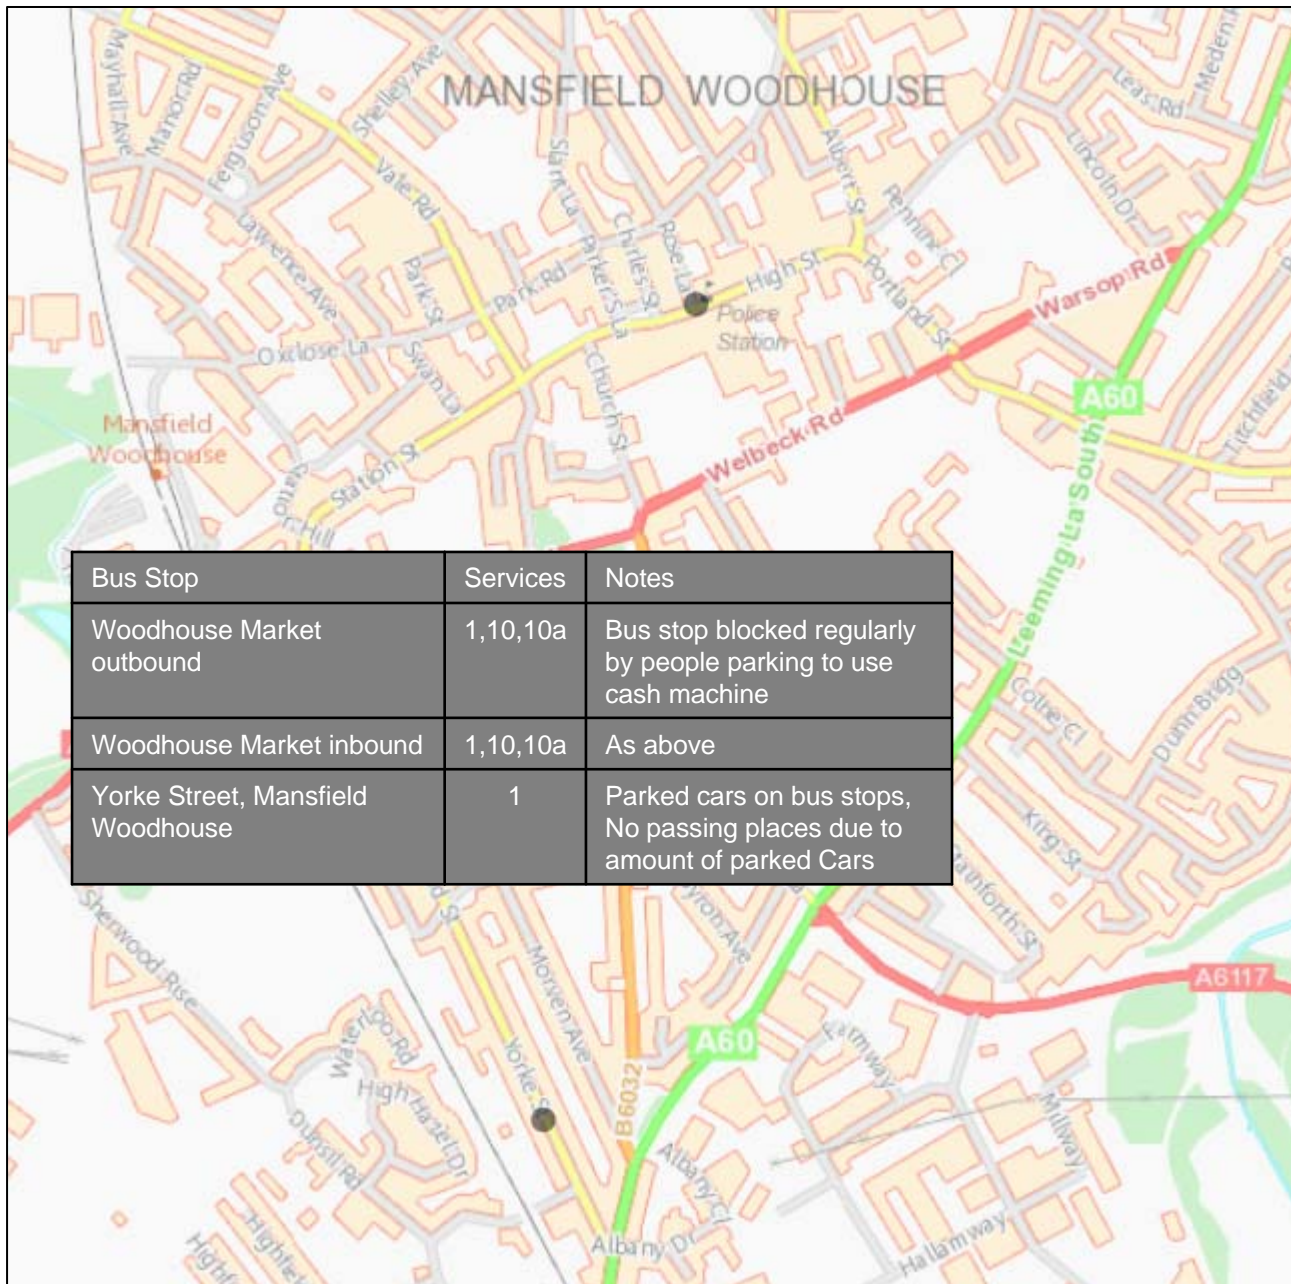 MANSFIELD WOODHOUSE
Mayhall Ave
Manor Rd
Ferguson Ave
Shelley Ave
Vale Rd
Lawrence Ave
Park St
Park Rd
Slant La
Parker S La
Charles St
Rose La
High St
Albert St
Pennine Cl
Portland St
Leas Rd
Meden
Lincoln Dr
Warsop Rd
Police
Station
Oxclose La
Swan La
Church St
Mansfield
Woodhouse
Station St
Welbeck Rd
A60
Titchfield
Leeming La South
Bus Stop Services Notes
Woodhouse Market
outbound
1,10,10a
Bus stop blocked regularly
by people parking to use
cash machine
Woodhouse Market inbound 1,10,10a As above
Yorke Street, Mansfield
Woodhouse
1
Parked cars on bus stops,
No passing places due to
amount of parked Cars
Colne Cl
Dunn Brigg
King St
Stainforth St
Sherwood Rise
Morven Ave
Byron Ave
A6117
Waterloo Rd
High Hazels Dr
Dunsil Rd
Yorke St
B6032
A60
Millway
Albany Cl
Albany Dr
Hallamway